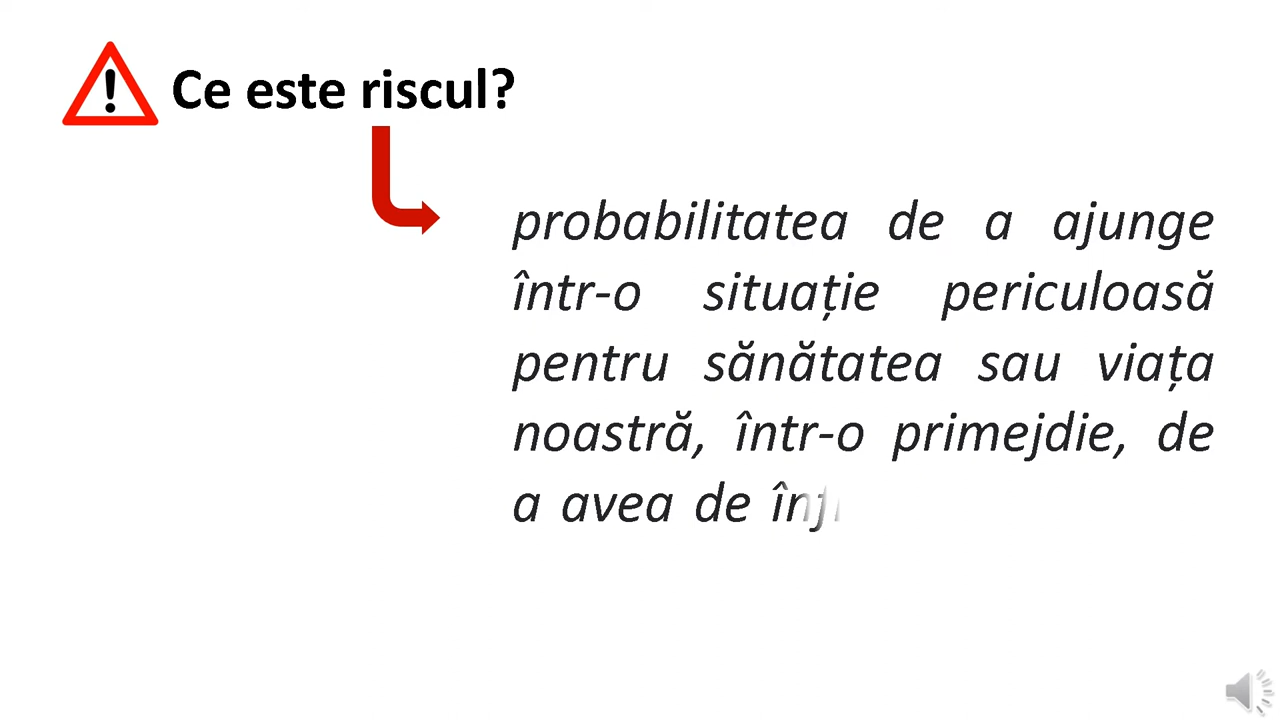 Ce este riscul?
probabilitatea de a ajunge
într-o situație periculoasă
pentru sănătatea sau viața
noastră, într-o primejdie, de
a avea de